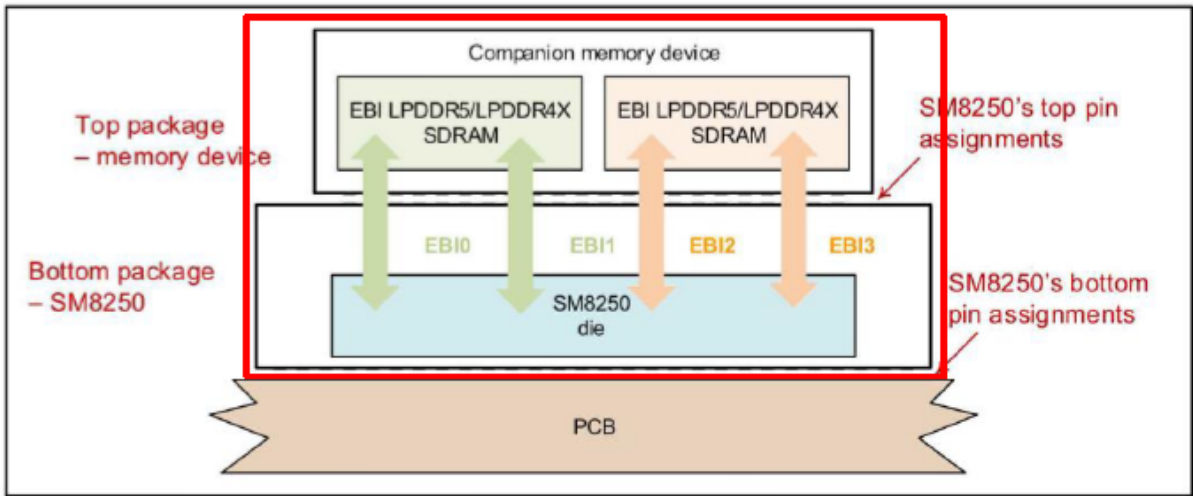 Companion memory device
EBI LPDDR5/LPDDR4X
SDRAM
EBI LPDDR5/LPDDR4X
SDRAM
Top package
– memory device
SM8250's top pin
assignments
EBI0
EBI1
EBI2
EBI3
Bottom package
– SM8250
SM8250
die
SM8250's bottom
pin assignments
PCB